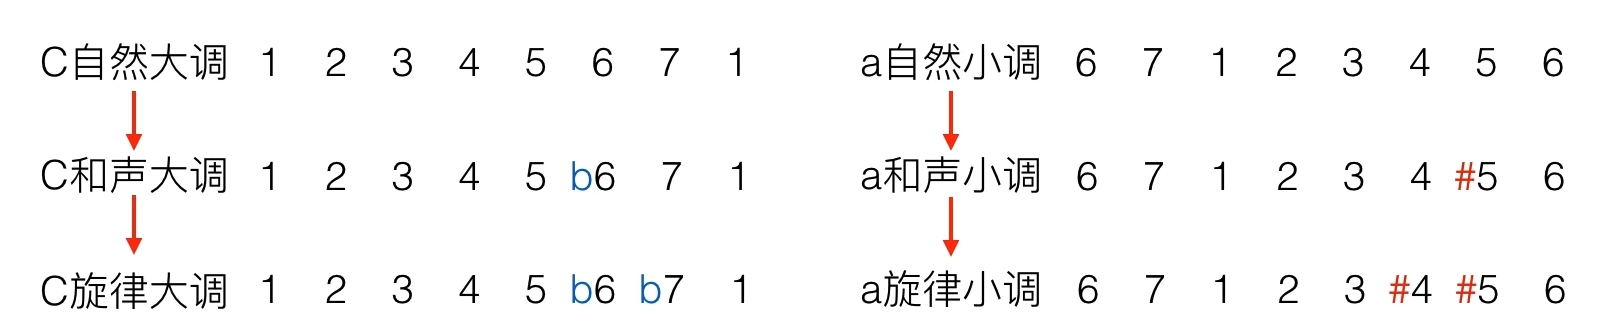 C自然大调 1 2 3 4 5 6 7 1
C和声大调 1 2 3 4 5 b6 7 1
C旋律大调 1 2 3 4 5 b6 b7 1
a自然小调 6 7 1 2 3 4 5 6
a和声小调 6 7 1 2 3 4 #5 6
a旋律小调 6 7 1 2 3 #4 #5 6